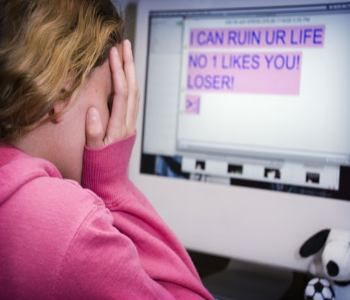 I CAN RUIN UR LIFE
NO 1 LIKES YOU!
LOSER!
>:)